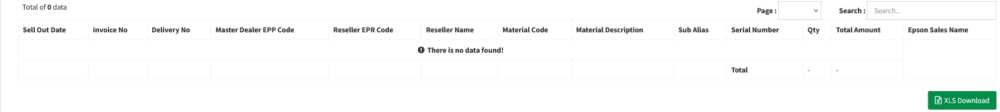 Total of 0 data
Page :
Search :
Search..
Sell Out Date Invoice No Delivery No Master Dealer EPP Code Reseller EPR Code Reseller Name Material Code Material Description Sub Alias Serial Number Qty Total Amount Epson Sales Name
There is no data found!
Total - -
XLS Download